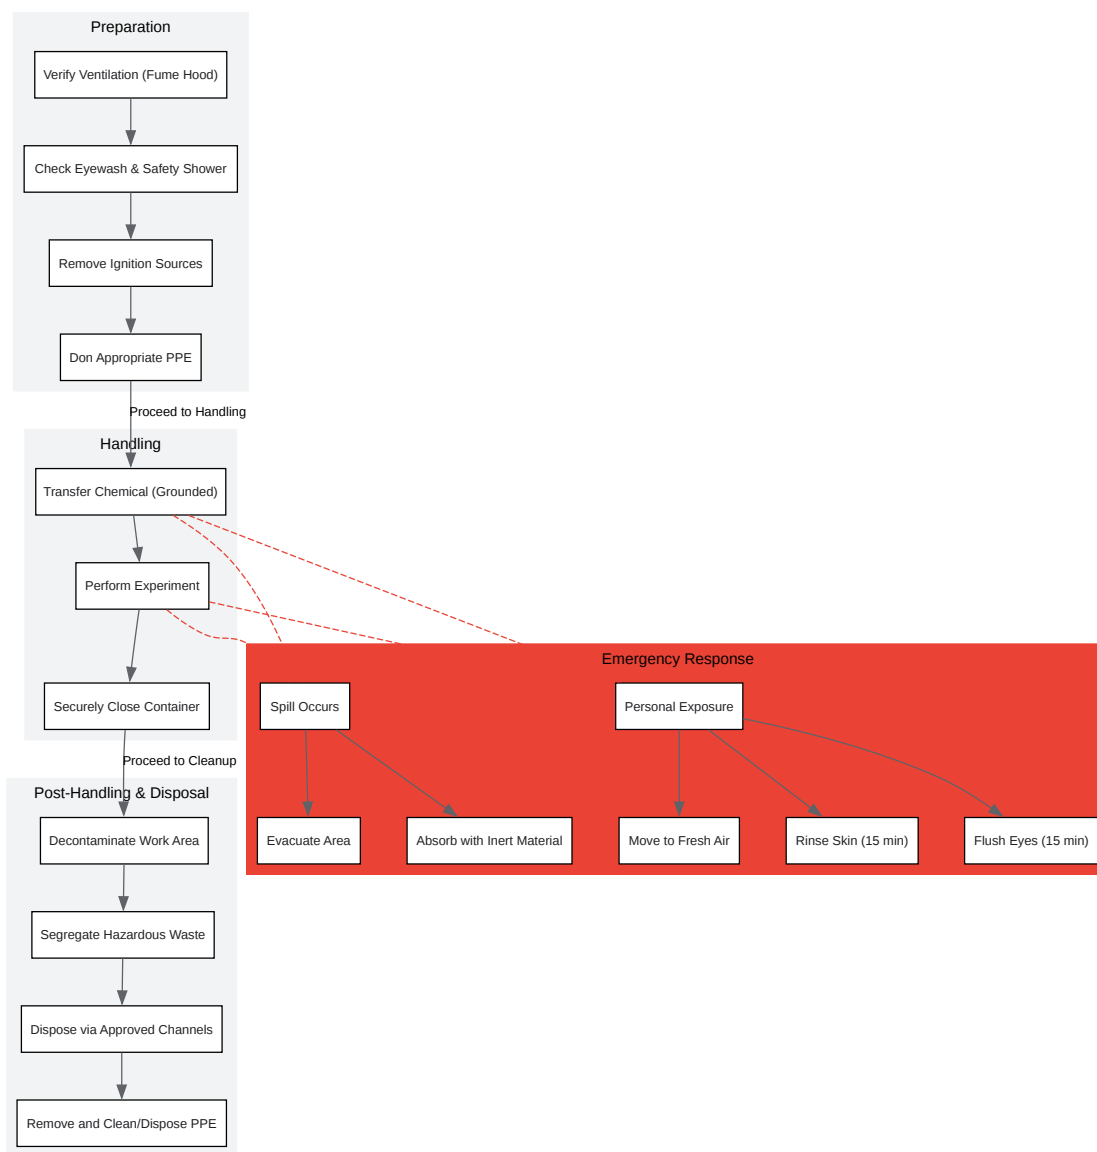 Preparation
Verify Ventilation (Fume Hood)
Check Eyewash & Safety Shower
Remove Ignition Sources
Don Appropriate PPE
Proceed to Handling
Handling
Transfer Chemical (Grounded)
Perform Experiment
Securely Close Container
Proceed to Cleanup
Post-Handling & Disposal
Decontaminate Work Area
Segregate Hazardous Waste
Dispose via Approved Channels
Remove and Clean/Dispose PPE
Emergency Response
Spill Occurs
Personal Exposure
Evacuate Area
Absorb with Inert Material
Move to Fresh Air
Rinse Skin (15 min)
Flush Eyes (15 min)